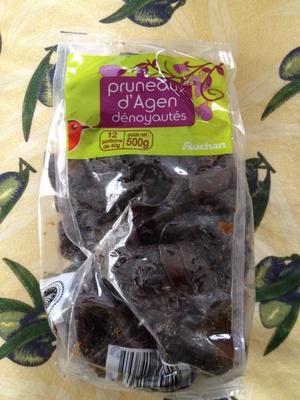 pruneaux
d'Agen
dénoyautés
12
portions
de 40g
poids net:
500g
Auchan